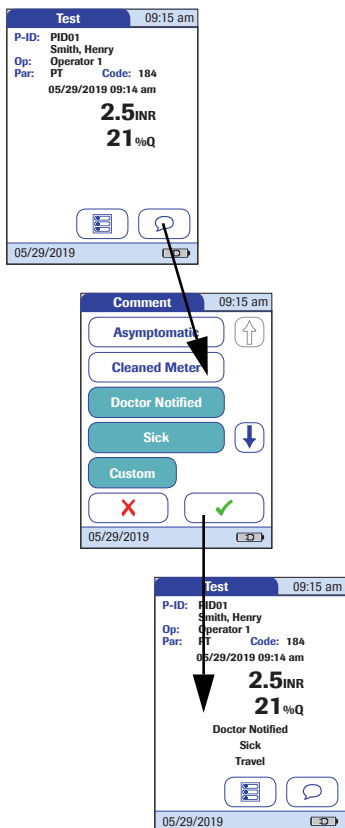 Test 09:15 am
P-ID: PID01
Smith, Henry
Op: Operator 1
Par: PT Code: 184
05/29/2019 09:14 am
2.5INR
21%Q
05/29/2019
Comment 09:15 am
Asymptomatic
Cleaned Meter
Doctor Notified
Sick
Custom
05/29/2019
Test 09:15 am
P-ID: PID01
Smith, Henry
Op: Operator 1
Par: PT Code: 184
05/29/2019 09:14 am
2.5INR
21%Q
Doctor Notified
Sick
Travel
05/29/2019